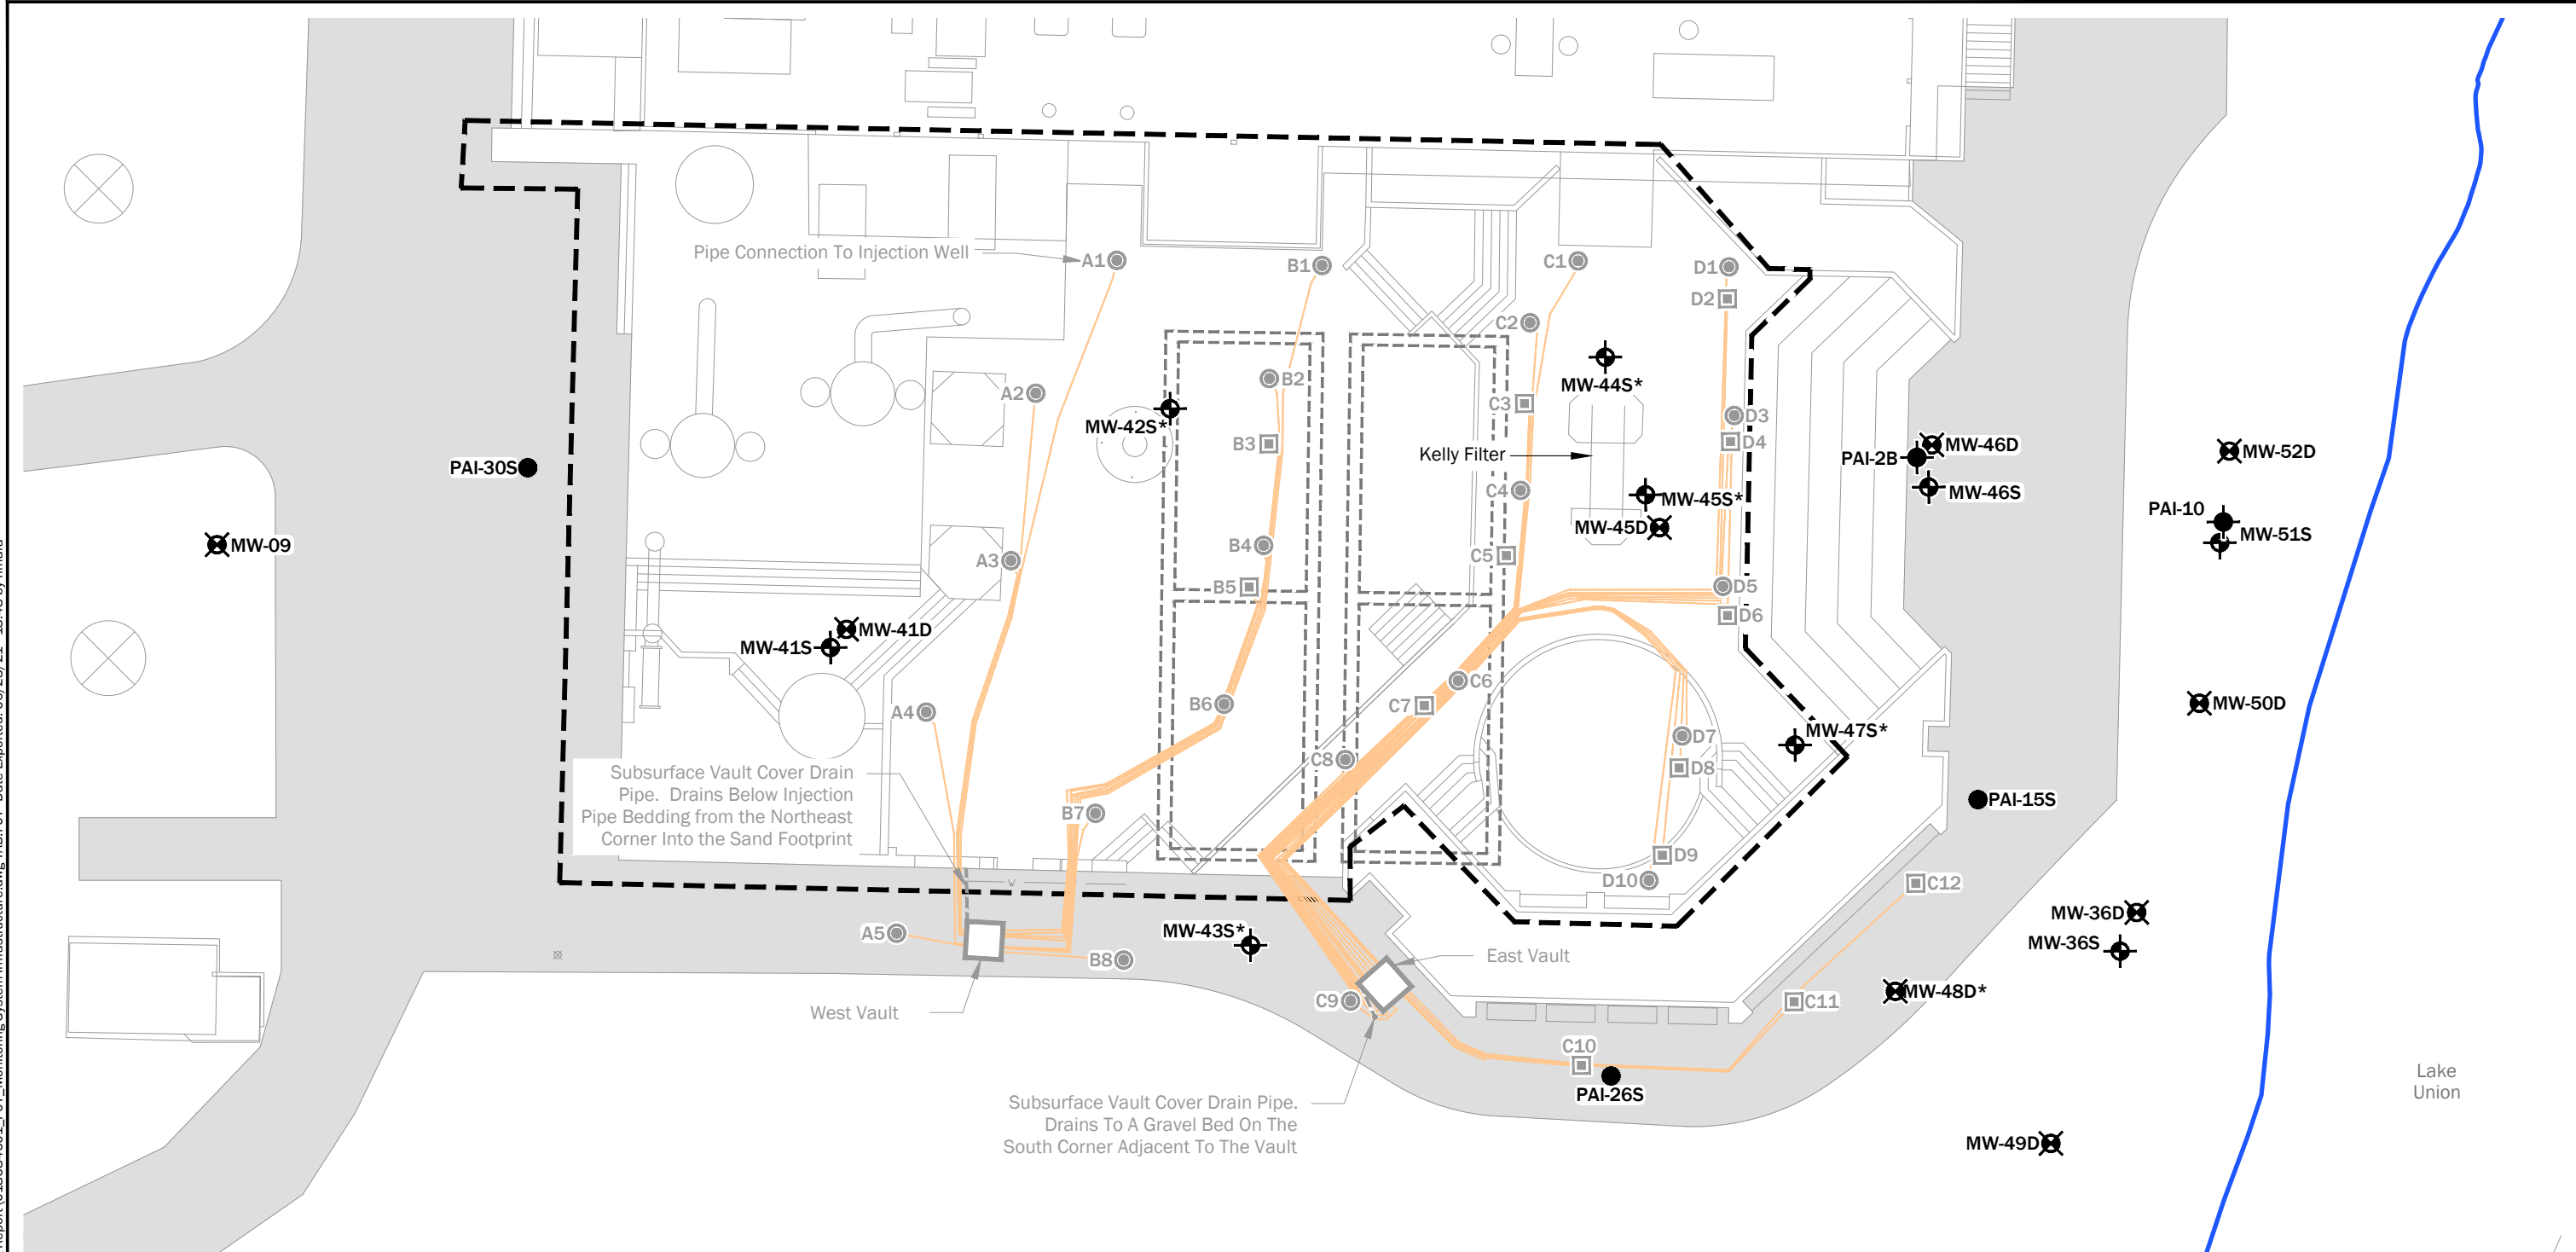 Pipe Connection To Injection Well
A1
B1
C1
D1
D2
C2
A2
B2
MW-44S*
C3
D3
MW-42S*
B3
D4
Kelly Filter
PAI-2B
MW-46D
MW-52D
PAI-30S
C4
MW-45S*
MW-46S
PAI-10
MW-45D
MW-51S
MW-09
B4
A3
C5
B5
D5
D6
MW-41D
MW-41S
C6
C7
B6
A4
MW-50D
D7
MW-47S*
C8
D8
Subsurface Vault Cover Drain
Pipe. Drains Below Injection
Pipe Bedding from the Northeast
Corner Into the Sand Footprint
PAI-15S
B7
D9
D10
C12
W
MW-36D
A5
MW-43S*
MW-36S
B8
East Vault
MW-48D*
C9
C11
West Vault
C10
PAI-26S
Lake
Union
Subsurface Vault Cover Drain Pipe.
Drains To A Gravel Bed On The
South Corner Adjacent To The Vault
MW-49D